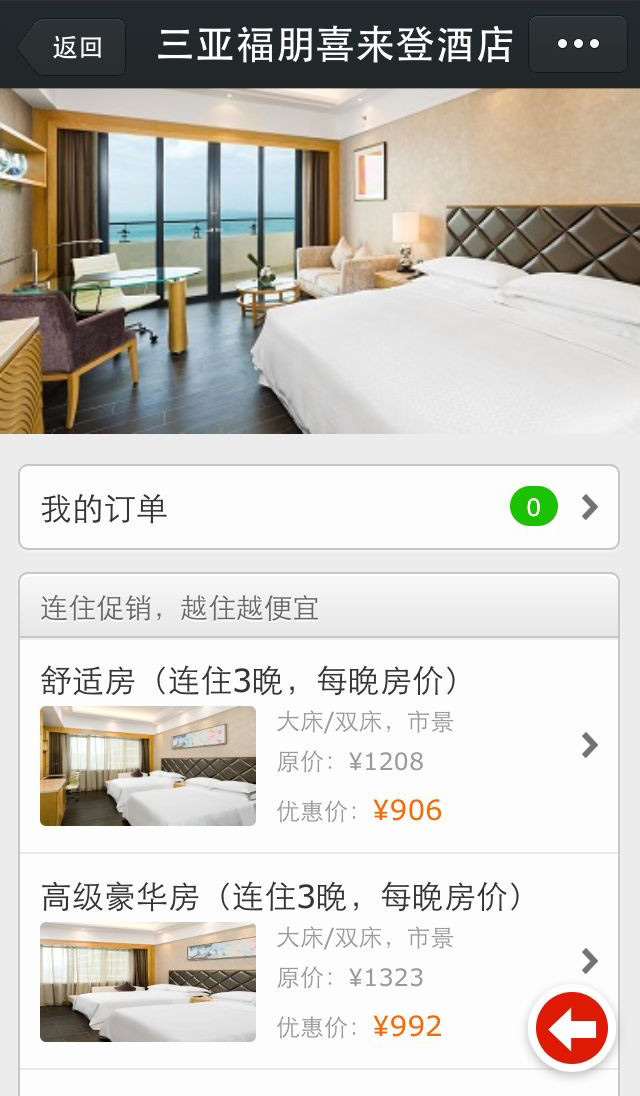 返回
三亚福朋喜来登酒店
我的订单
0
连住促销，越住越便宜
舒适房（连住3晚，每晚房价）
大床/双床，市景
原价：¥1208
优惠价：¥906
高级豪华房（连住3晚，每晚房价）
大床/双床，市景
原价：¥1323
优惠价：¥992